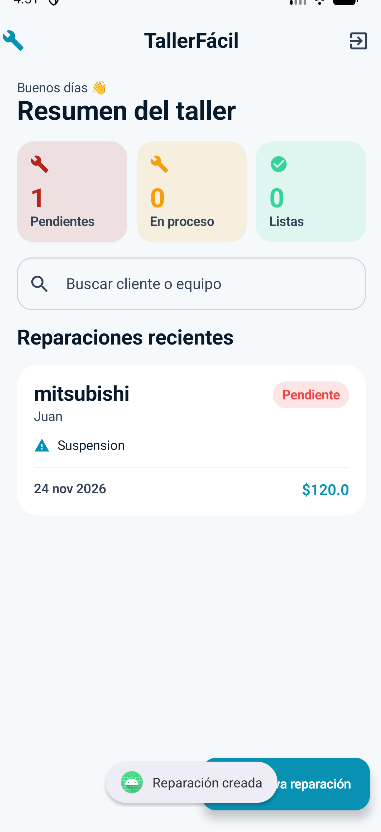 TallerFácil
Buenos días 👋
Resumen del taller
1
Pendientes
0
En proceso
0
Listas
Buscar cliente o equipo
Reparaciones recientes
mitsubishi
Pendiente
Juan
Suspension
24 nov 2026
$120.0
Reparación creada
reparación